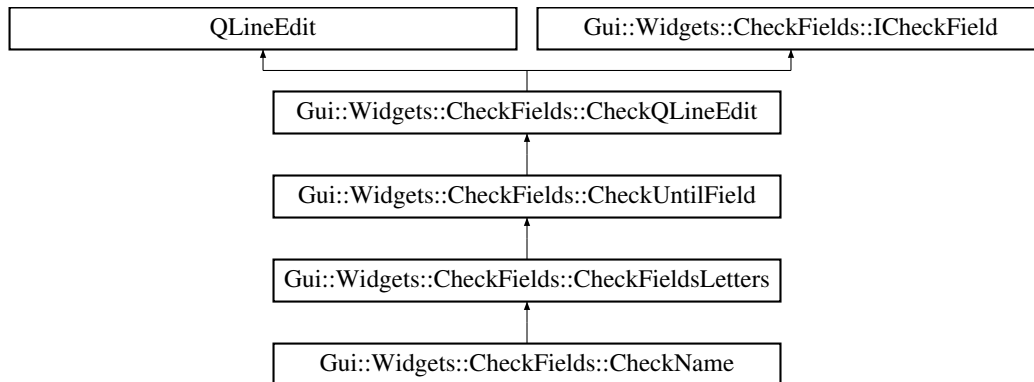 QLineEdit
Gui::Widgets::CheckFields::ICheckField
Gui::Widgets::CheckFields::CheckQLineEdit
Gui::Widgets::CheckFields::CheckUntilField
Gui::Widgets::CheckFields::CheckFieldsLetters
Gui::Widgets::CheckFields::CheckName